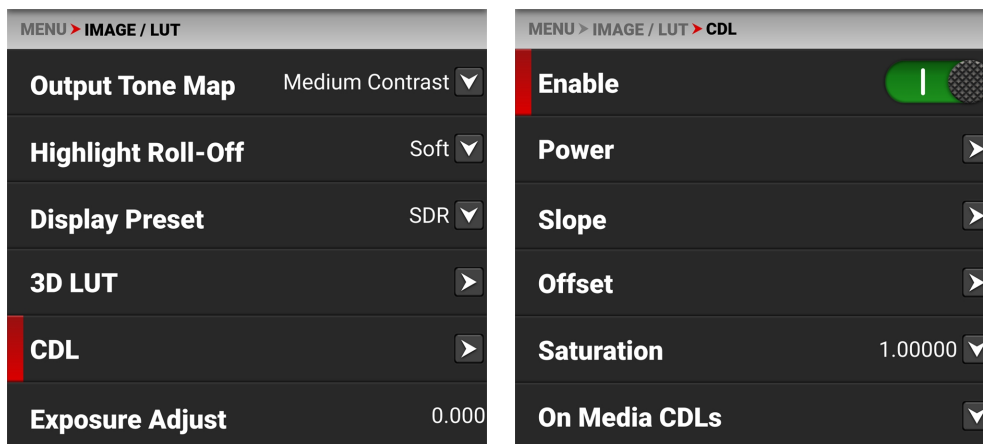 MENU > IMAGE / LUT
Output Tone Map Medium Contrast
Highlight Roll-Off Soft
Display Preset SDR
3D LUT
CDL
Exposure Adjust 0.000
MENU > IMAGE / LUT > CDL
Enable
Power
Slope
Offset
Saturation 1.00000
On Media CDLs